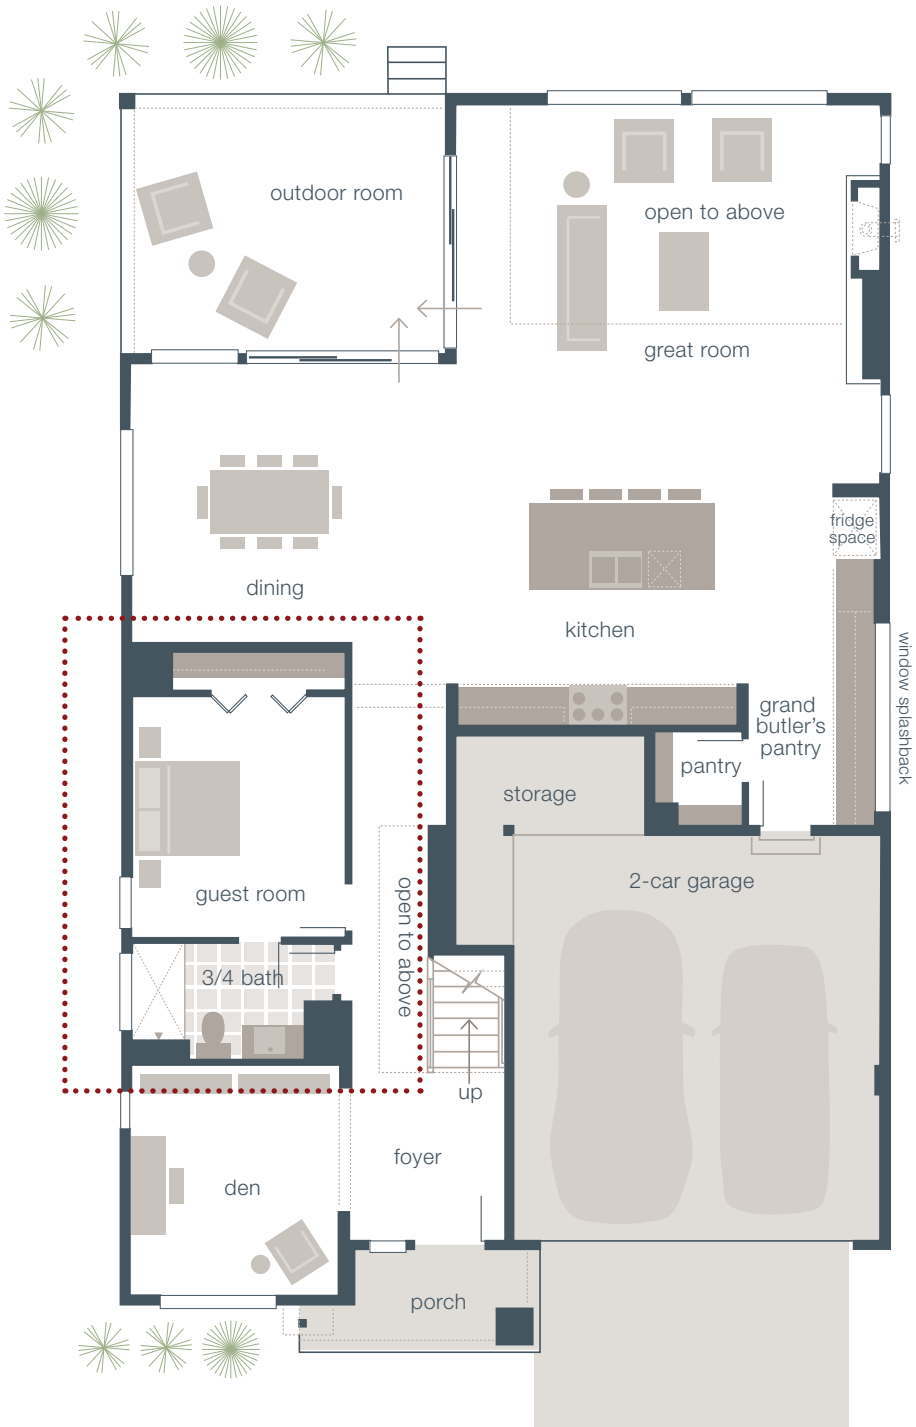 outdoor room
open to above
great room
fridge
space
dining
kitchen
window splashback
grand
butler's
pantry
pantry
storage
2-car garage
guest room
open to above
3/4 bath
up
foyer
den
porch